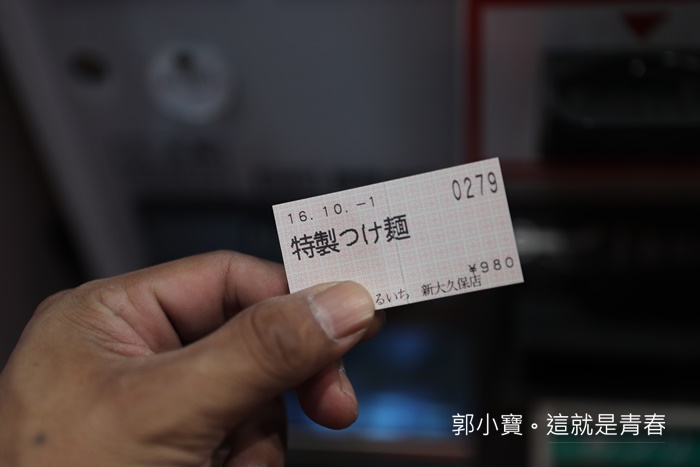 0279
16.10.-1
特製つけ麺
¥980
るいち 新大久保店
郭小寶。這就是青春